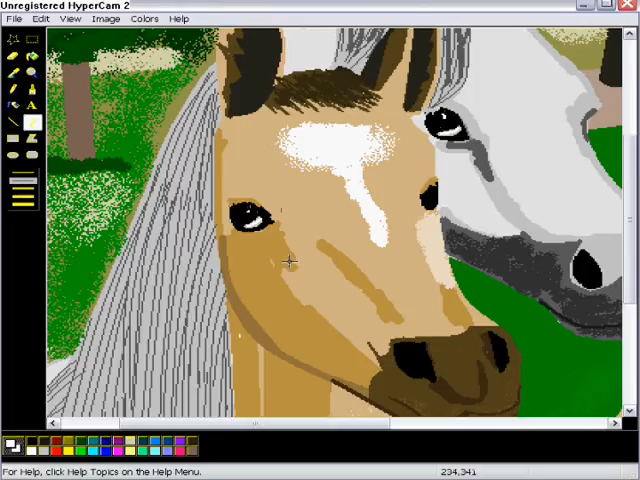 Unregistered HyperCam 2
File Edit View Image Colors Help
A
For Help, click Help Topics on the Help Menu.
234,341